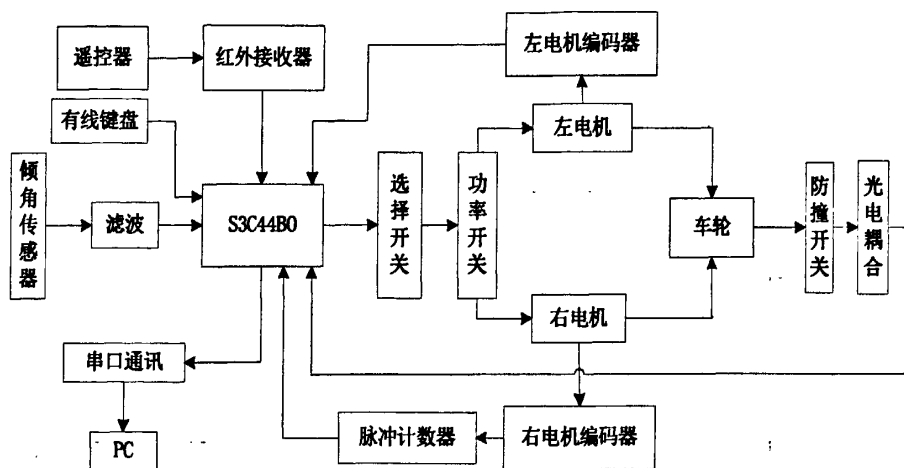 遥控器
红外接收器
左电机编码器
有线键盘
左电机
倾角传感器
滤波
S3C44B0
选择开关
功率开关
车轮
防撞开关
光电耦合
右电机
串口通讯
PC
脉冲计数器
右电机编码器